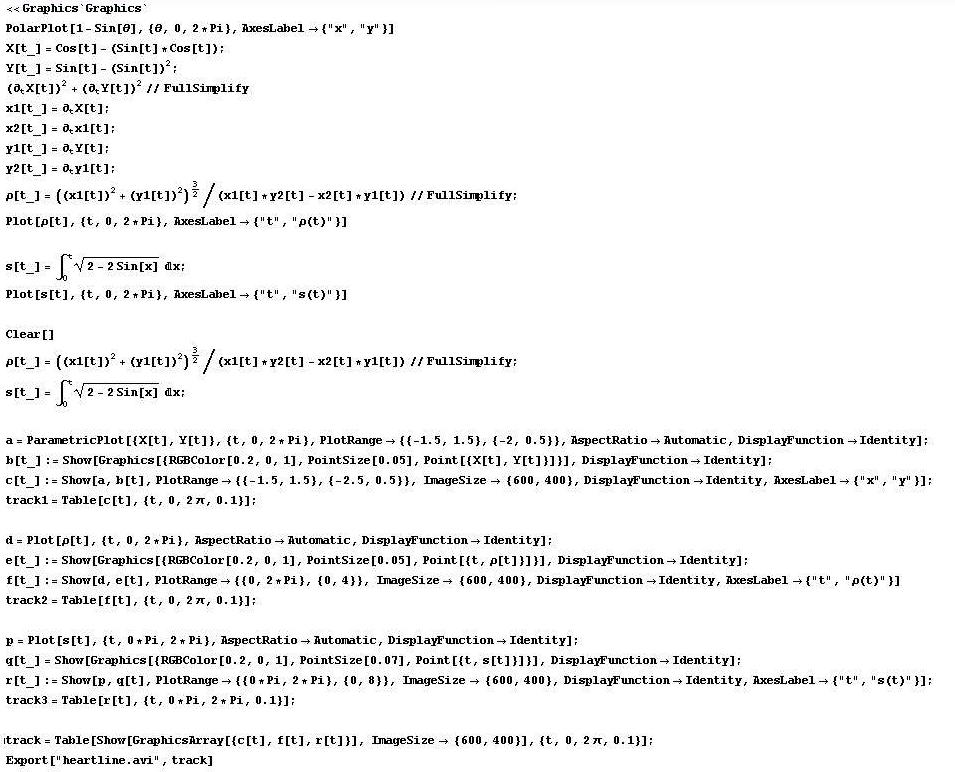 <<Graphics`Graphics`
PolarPlot[1-Sin[θ], {θ, 0, 2*Pi}, AxesLabel→{"x", "y"}]
X[t_] = Cos[t] - (Sin[t]*Cos[t]);
Y[t_] = Sin[t] - (Sin[t])²;
(∂ₜX[t])² + (∂ₜY[t])² // FullSimplify
x1[t_] = ∂ₜX[t];
x2[t_] = ∂ₜx1[t];
y1[t_] = ∂ₜY[t];
y2[t_] = ∂ₜy1[t];
ρ[t_] = ((x1[t])² + (y1[t])²)^(3/2) / (x1[t]*y2[t] - x2[t]*y1[t]) // FullSimplify;
Plot[ρ[t], {t, 0, 2*Pi}, AxesLabel→{"t", "ρ(t)"}]
s[t_] = ∫₀ᵗ √(2 - 2 Sin[x]) ⅆx;
Plot[s[t], {t, 0, 2*Pi}, AxesLabel→{"t", "s(t)"}]
Clear[]
ρ[t_] = ((x1[t])² + (y1[t])²)^(3/2) / (x1[t]*y2[t] - x2[t]*y1[t]) // FullSimplify;
s[t_] = ∫₀ᵗ √(2 - 2 Sin[x]) ⅆx;
a = ParametricPlot[{X[t], Y[t]}, {t, 0, 2*Pi}, PlotRange→{{-1.5, 1.5}, {-2, 0.5}}, AspectRatio→Automatic, DisplayFunction→Identity];
b[t_] := Show[Graphics[{RGBColor[0.2, 0, 1], PointSize[0.05], Point[{X[t], Y[t]}]}], DisplayFunction→Identity];
c[t_] := Show[a, b[t], PlotRange→{{-1.5, 1.5}, {-2.5, 0.5}}, ImageSize→ {600, 400}, DisplayFunction→Identity, AxesLabel→{"x", "y"}];
track1 = Table[c[t], {t, 0, 2π, 0.1}];
d = Plot[ρ[t], {t, 0, 2*Pi}, AspectRatio→Automatic, DisplayFunction→Identity];
e[t_] := Show[Graphics[{RGBColor[0.2, 0, 1], PointSize[0.05], Point[{t, ρ[t]}]}], DisplayFunction→Identity];
f[t_] := Show[d, e[t], PlotRange→{{0, 2*Pi}, {0, 4}}, ImageSize→ {600, 400}, DisplayFunction→Identity, AxesLabel→{"t", "ρ(t)"}]
track2 = Table[f[t], {t, 0, 2π, 0.1}];
p = Plot[s[t], {t, 0*Pi, 2*Pi}, AspectRatio→Automatic, DisplayFunction→Identity];
q[t_] = Show[Graphics[{RGBColor[0.2, 0, 1], PointSize[0.07], Point[{t, s[t]}]}], DisplayFunction→Identity];
r[t_] := Show[p, q[t], PlotRange→{{0*Pi, 2*Pi}, {0, 8}}, ImageSize→ {600, 400}, DisplayFunction→Identity, AxesLabel→{"t", "s(t)"}];
track3 = Table[r[t], {t, 0*Pi, 2*Pi, 0.1}];
track = Table[Show[GraphicsArray[{c[t], f[t], r[t]}], ImageSize→ {600, 400}], {t, 0, 2π, 0.1}];
Export["heartline.avi", track]